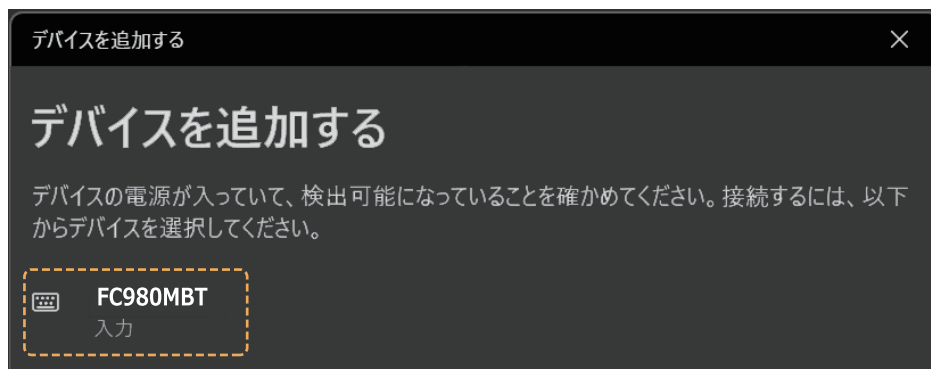 デバイスを追加する
デバイスを追加する
デバイスの電源が入っていて、検出可能になっていることを確かめてください。接続するには、以下
からデバイスを選択してください。
FC980MBT
入力